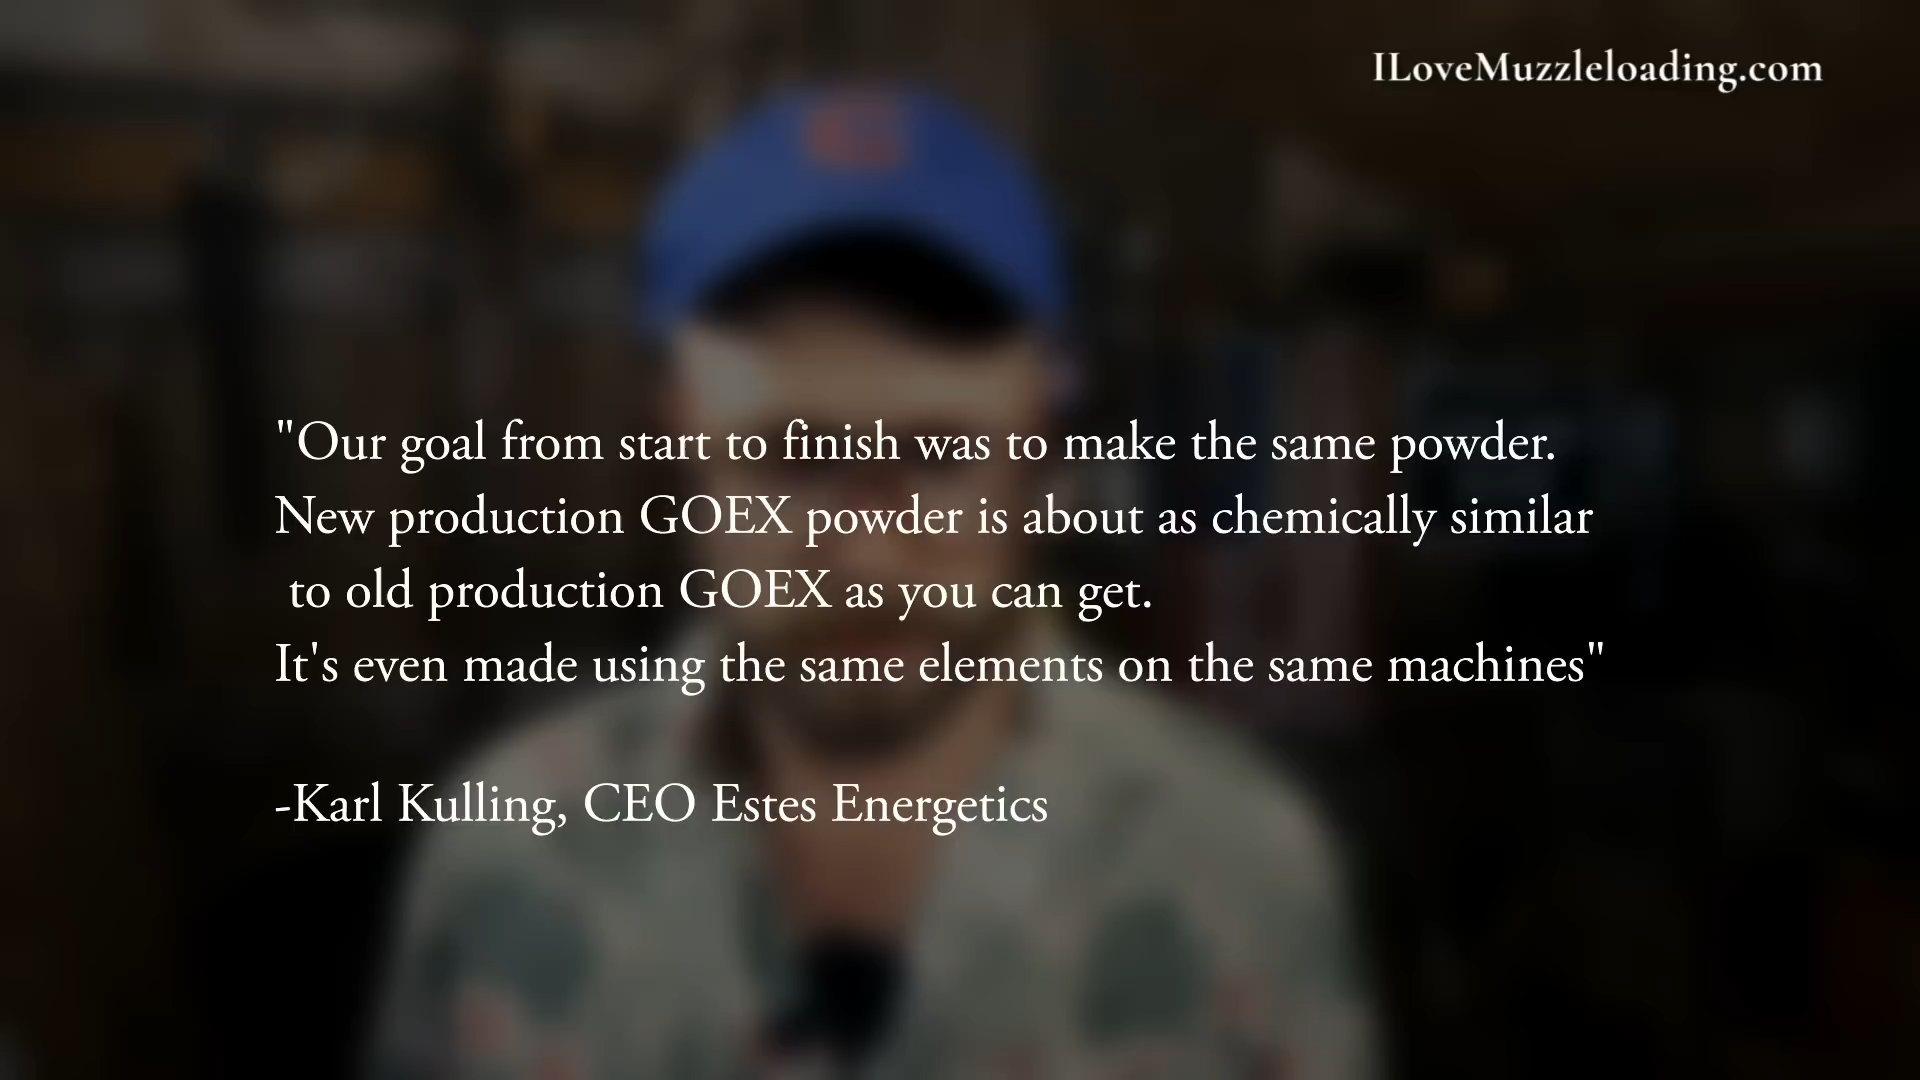 ILoveMuzzleloading.com
"Our goal from start to finish was to make the same powder.
New production GOEX powder is about as chemically similar
to old production GOEX as you can get.
It's even made using the same elements on the same machines"
-Karl Kulling, CEO Estes Energetics